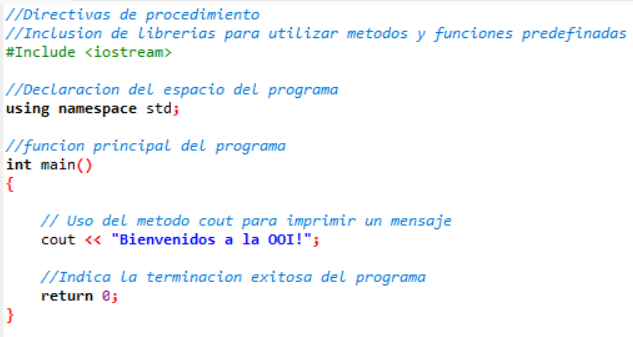 //Directivas de procedimiento
//Inclusion de librerias para utilizar metodos y funciones predefinadas
#Include <iostream>
//Declaracion del espacio del programa
using namespace std;
//funcion principal del programa
int main()
{
// Uso del metodo cout para imprimir un mensaje
cout << "Bienvenidos a la OOI!";
//Indica la terminacion exitosa del programa
return 0;
}